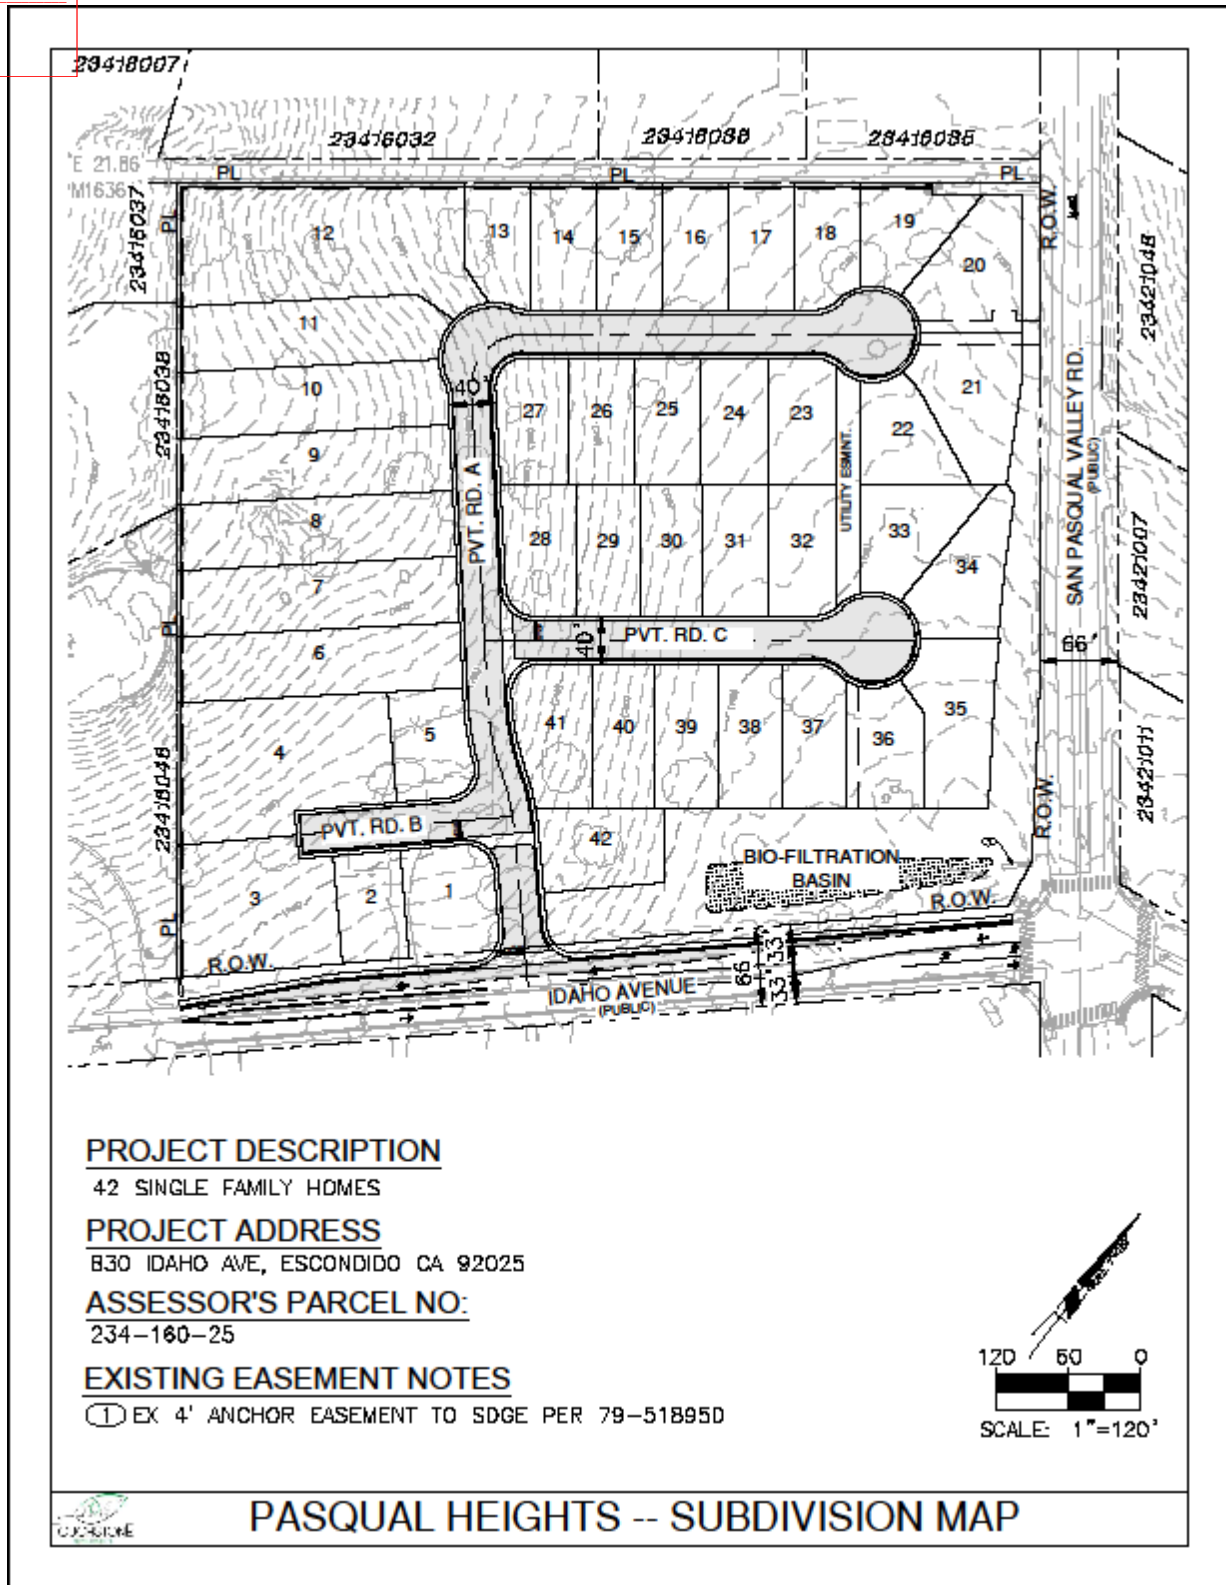 23418007
23416032
23416036
23416035
E 21.86
M1636
PL
PL
PL
PL
R.O.W.
23416037
12
13
14
15
16
17
18
19
20
23421048
11
10
23416038
40'
27
26
25
24
23
22
21
UTILITY ESMNT.
SAN PASQUAL VALLEY RD.
(PUBLIC)
9
8
PVT. RD. A
28
29
30
31
32
33
34
7
23421007
PL
6
40'
PVT. RD. C
66'
4
5
41
40
39
38
37
36
35
23416046
R.O.W.
23421011
PVT. RD. B
42
BIO-FILTRATION
BASIN
3
2
1
R.O.W.
PL
R.O.W.
66'
33'
33'
IDAHO AVENUE
(PUBLIC)
PROJECT DESCRIPTION
42 SINGLE FAMILY HOMES
PROJECT ADDRESS
830 IDAHO AVE, ESCONDIDO CA 92025
ASSESSOR'S PARCEL NO:
234-160-25
EXISTING EASEMENT NOTES
1 EX 4' ANCHOR EASEMENT TO SDGE PER 79-518950
120 60 0
SCALE: 1"=120'
PASQUAL HEIGHTS -- SUBDIVISION MAP